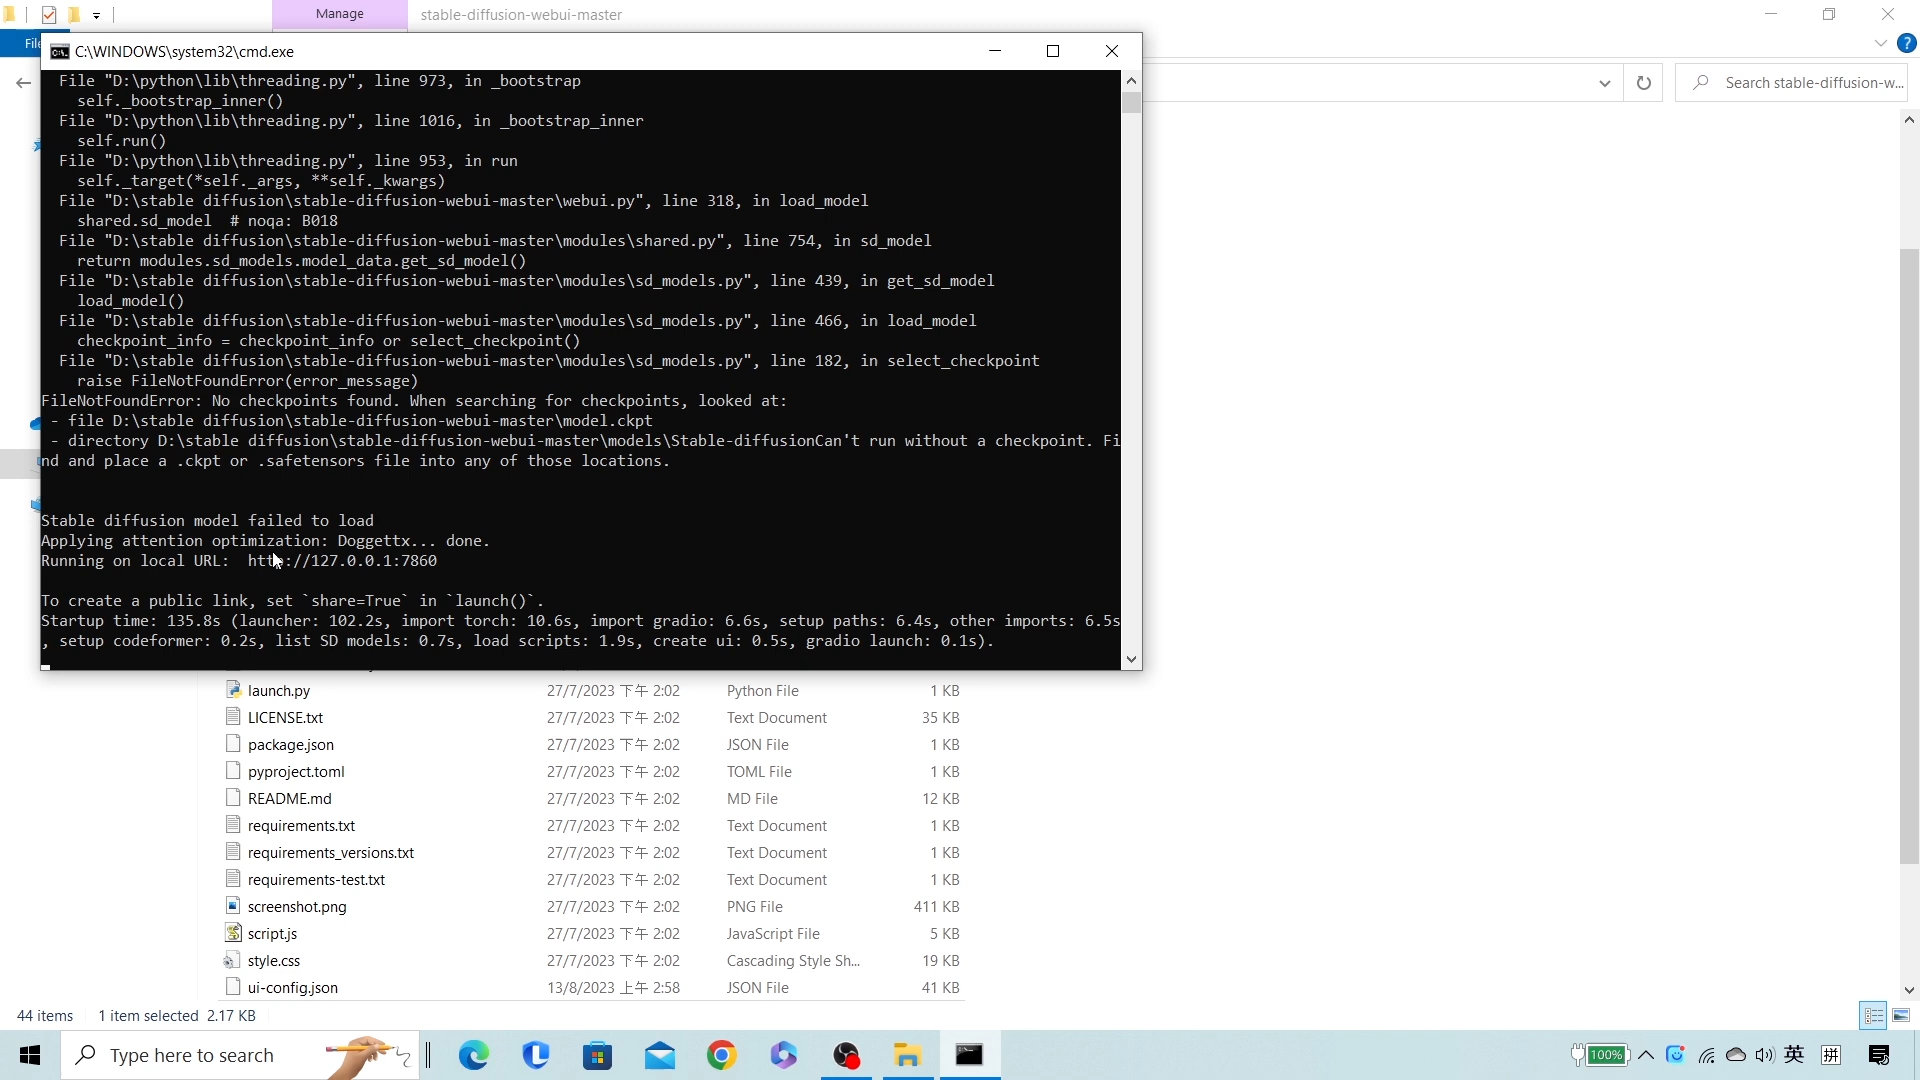 Manage
stable-diffusion-webui-master
File
C:\WINDOWS\system32\cmd.exe
Search stable-diffusion-w...
File "D:\python\lib\threading.py", line 973, in _bootstrap
self._bootstrap_inner()
File "D:\python\lib\threading.py", line 1016, in _bootstrap_inner
self.run()
File "D:\python\lib\threading.py", line 953, in run
self._target(*self._args, **self._kwargs)
File "D:\stable diffusion\stable-diffusion-webui-master\webui.py", line 318, in load_model
shared.sd_model  # noqa: B018
File "D:\stable diffusion\stable-diffusion-webui-master\modules\shared.py", line 754, in sd_model
return modules.sd_models.model_data.get_sd_model()
File "D:\stable diffusion\stable-diffusion-webui-master\modules\sd_models.py", line 439, in get_sd_model
load_model()
File "D:\stable diffusion\stable-diffusion-webui-master\modules\sd_models.py", line 466, in load_model
checkpoint_info = checkpoint_info or select_checkpoint()
File "D:\stable diffusion\stable-diffusion-webui-master\modules\sd_models.py", line 182, in select_checkpoint
raise FileNotFoundError(error_message)
FileNotFoundError: No checkpoints found. When searching for checkpoints, looked at:
- file D:\stable diffusion\stable-diffusion-webui-master\model.ckpt
- directory D:\stable diffusion\stable-diffusion-webui-master\models\Stable-diffusionCan't run without a checkpoint. Fi
nd and place a .ckpt or .safetensors file into any of those locations.
Stable diffusion model failed to load
Applying attention optimization: Doggettx... done.
Running on local URL:  http://127.0.0.1:7860
To create a public link, set `share=True` in `launch()`.
Startup time: 135.8s (launcher: 102.2s, import torch: 10.6s, import gradio: 6.6s, setup paths: 6.4s, other imports: 6.5s
, setup codeformer: 0.2s, list SD models: 0.7s, load scripts: 1.9s, create ui: 0.5s, gradio launch: 0.1s).
launch.py 27/7/2023 下午 2:02 Python File 1 KB
LICENSE.txt 27/7/2023 下午 2:02 Text Document 35 KB
package.json 27/7/2023 下午 2:02 JSON File 1 KB
pyproject.toml 27/7/2023 下午 2:02 TOML File 1 KB
README.md 27/7/2023 下午 2:02 MD File 12 KB
requirements.txt 27/7/2023 下午 2:02 Text Document 1 KB
requirements_versions.txt 27/7/2023 下午 2:02 Text Document 1 KB
requirements-test.txt 27/7/2023 下午 2:02 Text Document 1 KB
screenshot.png 27/7/2023 下午 2:02 PNG File 411 KB
script.js 27/7/2023 下午 2:02 JavaScript File 5 KB
style.css 27/7/2023 下午 2:02 Cascading Style Sh... 19 KB
ui-config.json 13/8/2023 上午 2:58 JSON File 41 KB
44 items 1 item selected 2.17 KB
Type here to search
100%
英
拼